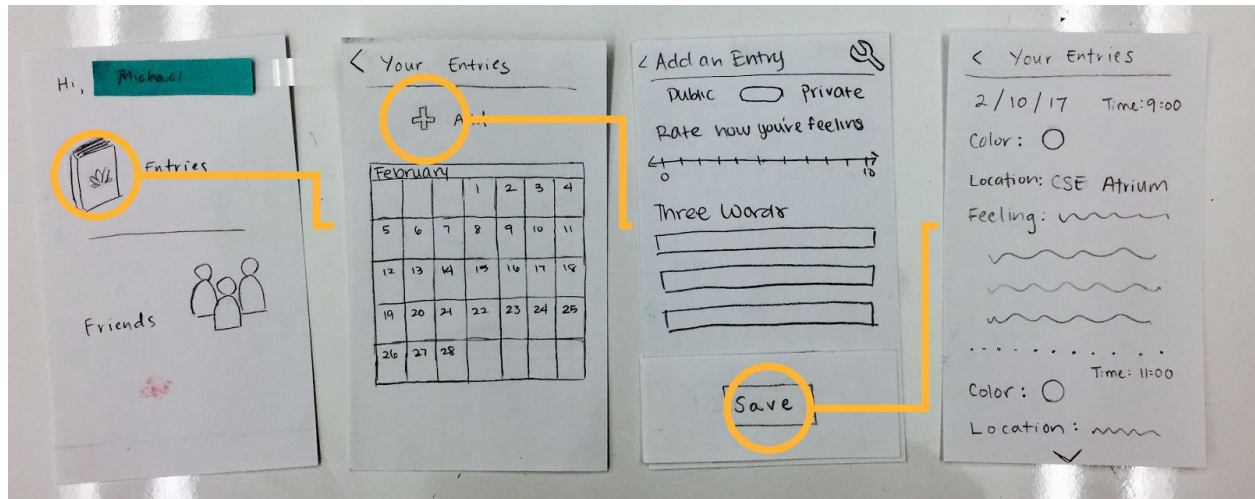 Hi, Michael
Entries
Friends
< Your Entries
Add
February
1 2 3 4
5 6 7 8 9 10 11
12 13 14 15 16 17 18
19 20 21 22 23 24 25
26 27 28
< Add an Entry
Public Private
Rate how you're feeling
0 10
Three Words
Save
< Your Entries
2/10/17 Time: 9:00
Color:
Location: CSE Atrium
Feeling:
Time: 11:00
Color:
Location: